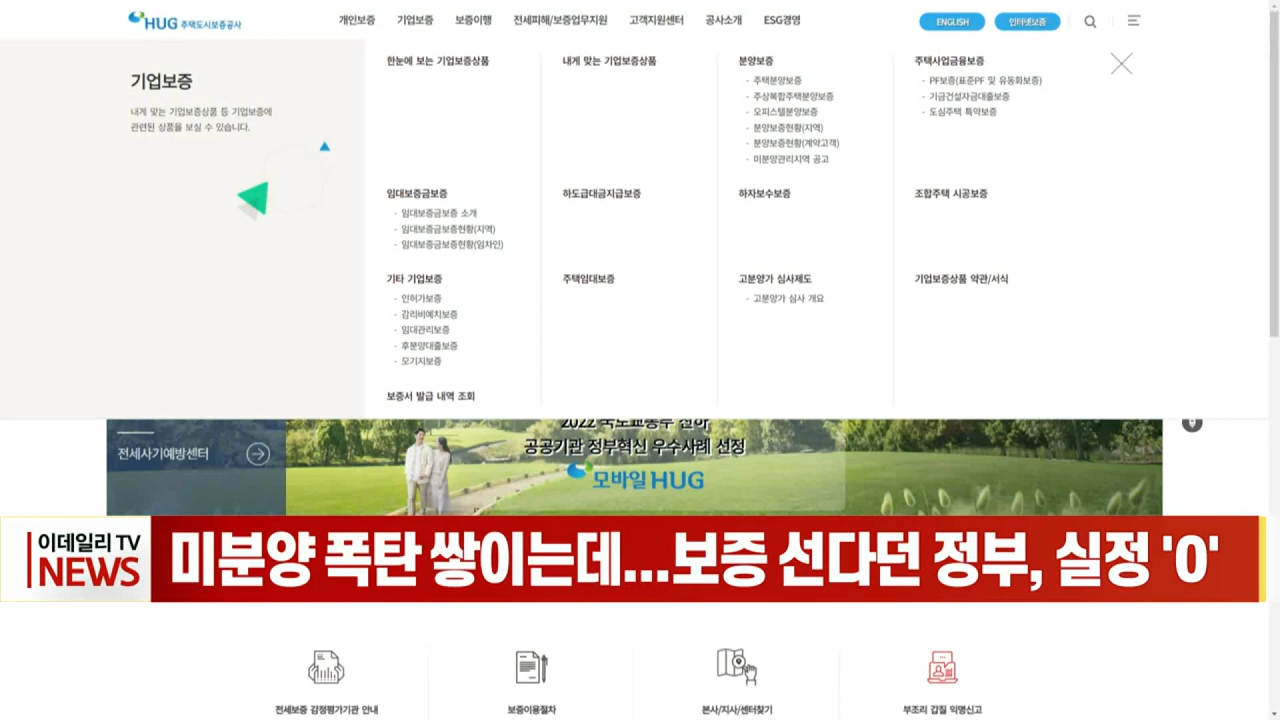 HUG 주택도시보증공사
개인보증 기업보증 보증이행 전세피해/보증업무지원 고객지원센터 공사소개 ESG경영 ENGLISH 인터넷보증
기업보증
내게 맞는 기업보증상품 등 기업보증에
관련된 상품을 보실 수 있습니다.
한눈에 보는 기업보증상품
내게 맞는 기업보증상품
분양보증
- 주택분양보증
- 주상복합주택분양보증
- 오피스텔분양보증
- 분양보증현황(지역)
- 분양보증현황(계약고객)
- 미분양관리지역 공고
주택사업금융보증
- PF보증(표준PF 및 유동화보증)
- 기금건설자금대출보증
- 도심주택 특약보증
임대보증금보증
- 임대보증금보증 소개
- 임대보증금보증현황(지역)
- 임대보증금보증현황(임차인)
하도급대금지급보증
하자보수보증
조합주택 시공보증
기타 기업보증
- 인허가보증
- 감리비예치보증
- 임대관리보증
- 후분양대출보증
- 모기지보증
주택임대보증
고분양가 심사제도
- 고분양가 심사 개요
기업보증상품 약관/서식
보증서 발급 내역 조회
전세사기예방센터
2022 국토교통부 산하
공공기관 정부혁신 우수사례 선정
모바일 HUG
이데일리 TV
NEWS
미분양 폭탄 쌓이는데...보증 선다던 정부, 실정 '0'
전세보증 감정평가기관 안내
보증이용절차
본사/지사/센터찾기
부조리 갑질 익명신고